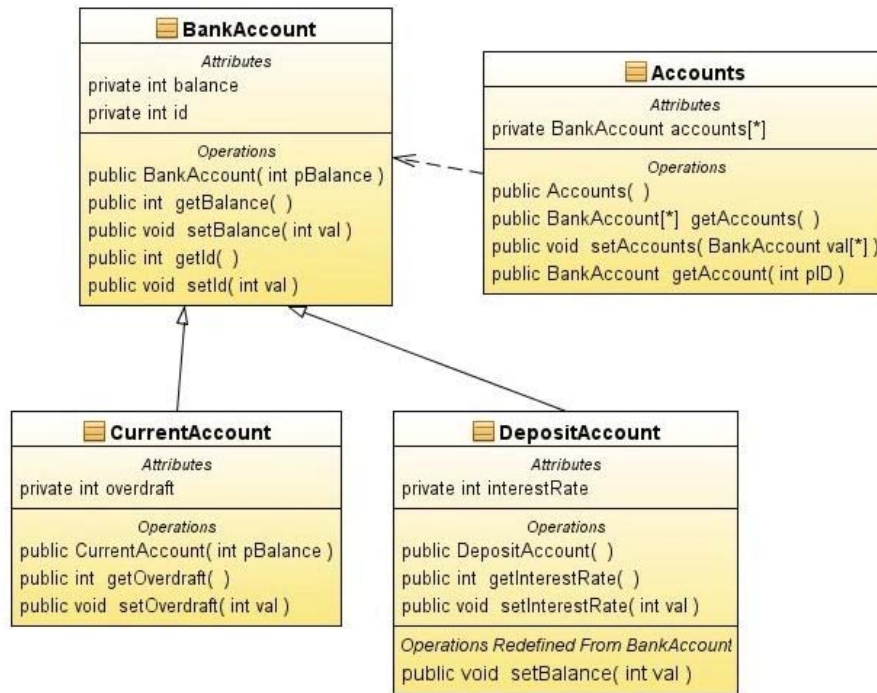 BankAccount
Attributes
private int balance
private int id
Operations
public BankAccount( int pBalance )
public int getBalance( )
public void setBalance( int val )
public int getId( )
public void setId( int val )
Accounts
Attributes
private BankAccount accounts[*]
Operations
public Accounts( )
public BankAccount[*] getAccounts( )
public void setAccounts( BankAccount val[*] )
public BankAccount getAccount( int pID )
CurrentAccount
Attributes
private int overdraft
Operations
public CurrentAccount( int pBalance )
public int getOverdraft( )
public void setOverdraft( int val )
DepositAccount
Attributes
private int interestRate
Operations
public DepositAccount( )
public int getInterestRate( )
public void setInterestRate( int val )
Operations Redefined From BankAccount
public void setBalance( int val )